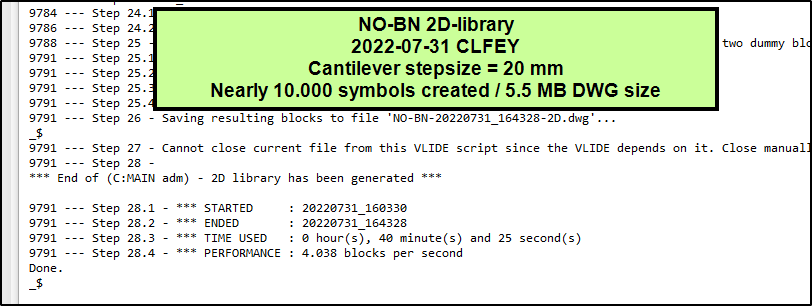 9784 --- Step 24.1
9786 --- Step 24.2
9788 --- Step 25 - two dummy blo
9791 --- Step 25.1
9791 --- Step 25.2
9791 --- Step 25.3
9791 --- Step 25.4
NO-BN 2D-library
2022-07-31 CLFEY
Cantilever stepsize = 20 mm
Nearly 10.000 symbols created / 5.5 MB DWG size
9791 --- Step 26 - Saving resulting blocks to file 'NO-BN-20220731_164328-2D.dwg'...
_$
9791 --- Step 27 - Cannot close current file from this VLIDE script since the VLIDE depends on it. Close manuall
9791 --- Step 28 -
*** End of (C:MAIN adm) - 2D library has been generated ***
9791 --- Step 28.1 - *** STARTED : 20220731_160330
9791 --- Step 28.2 - *** ENDED : 20220731_164328
9791 --- Step 28.3 - *** TIME USED : 0 hour(s), 40 minute(s) and 25 second(s)
9791 --- Step 28.4 - *** PERFORMANCE : 4.038 blocks per second
Done.
_$